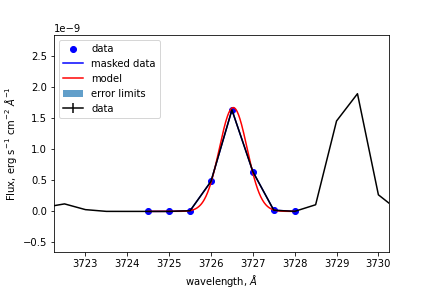 1e−9
data
masked data
model
error limits
data
Flux, erg s⁻¹ cm⁻² Å⁻¹
2.5
2.0
1.5
1.0
0.5
0.0
−0.5
3723 3724 3725 3726 3727 3728 3729 3730
wavelength, Å